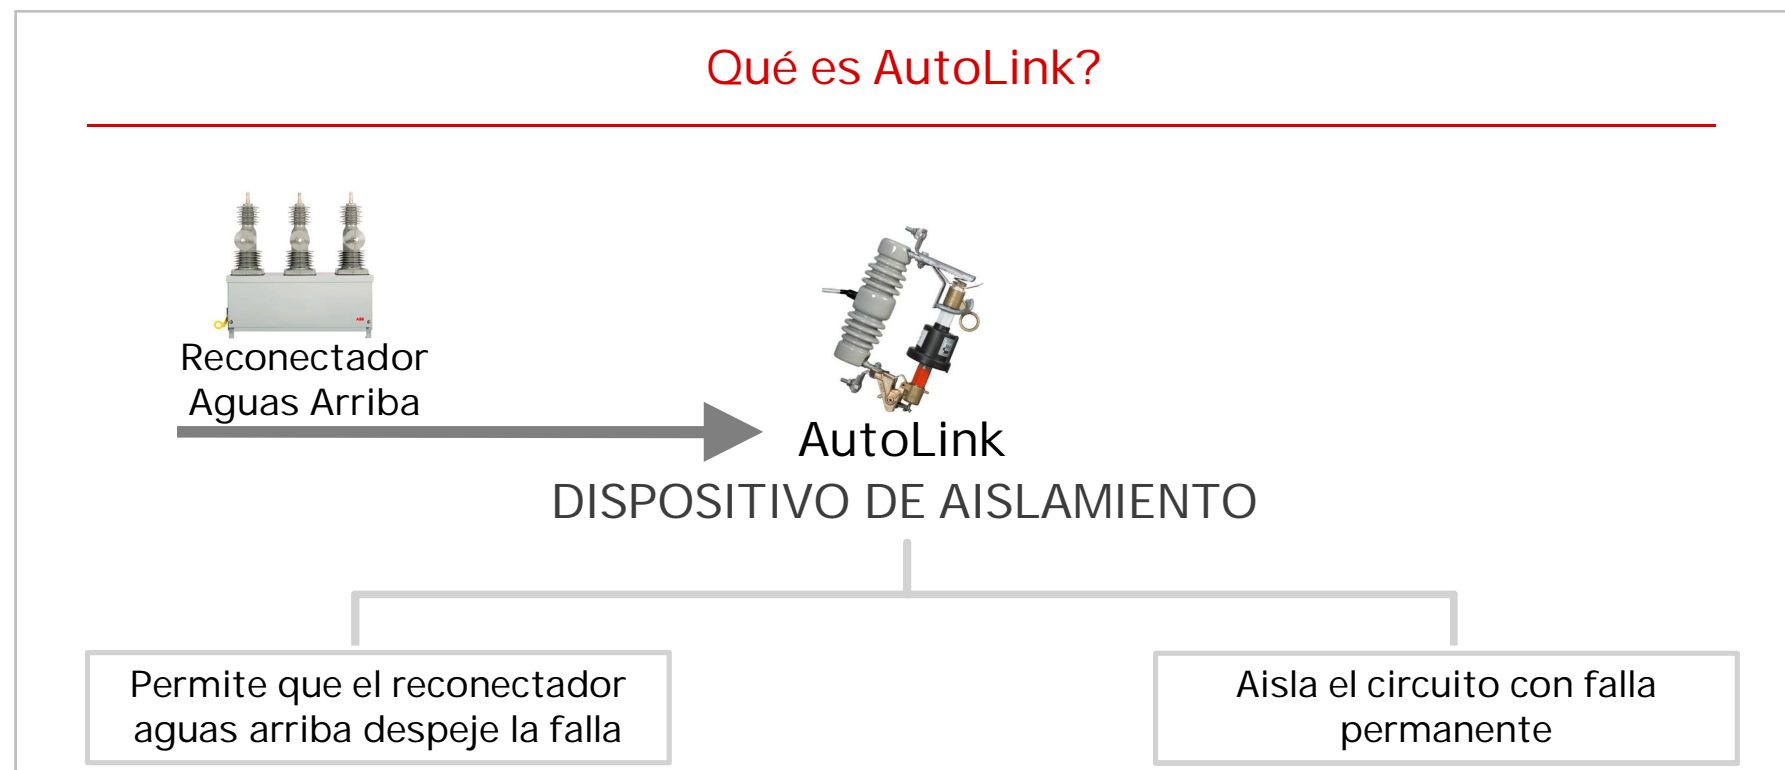 Qué es AutoLink?
ABB
Reconectador
Aguas Arriba
AutoLink
DISPOSITIVO DE AISLAMIENTO
Permite que el reconectador
aguas arriba despeje la falla
Aisla el circuito con falla
permanente